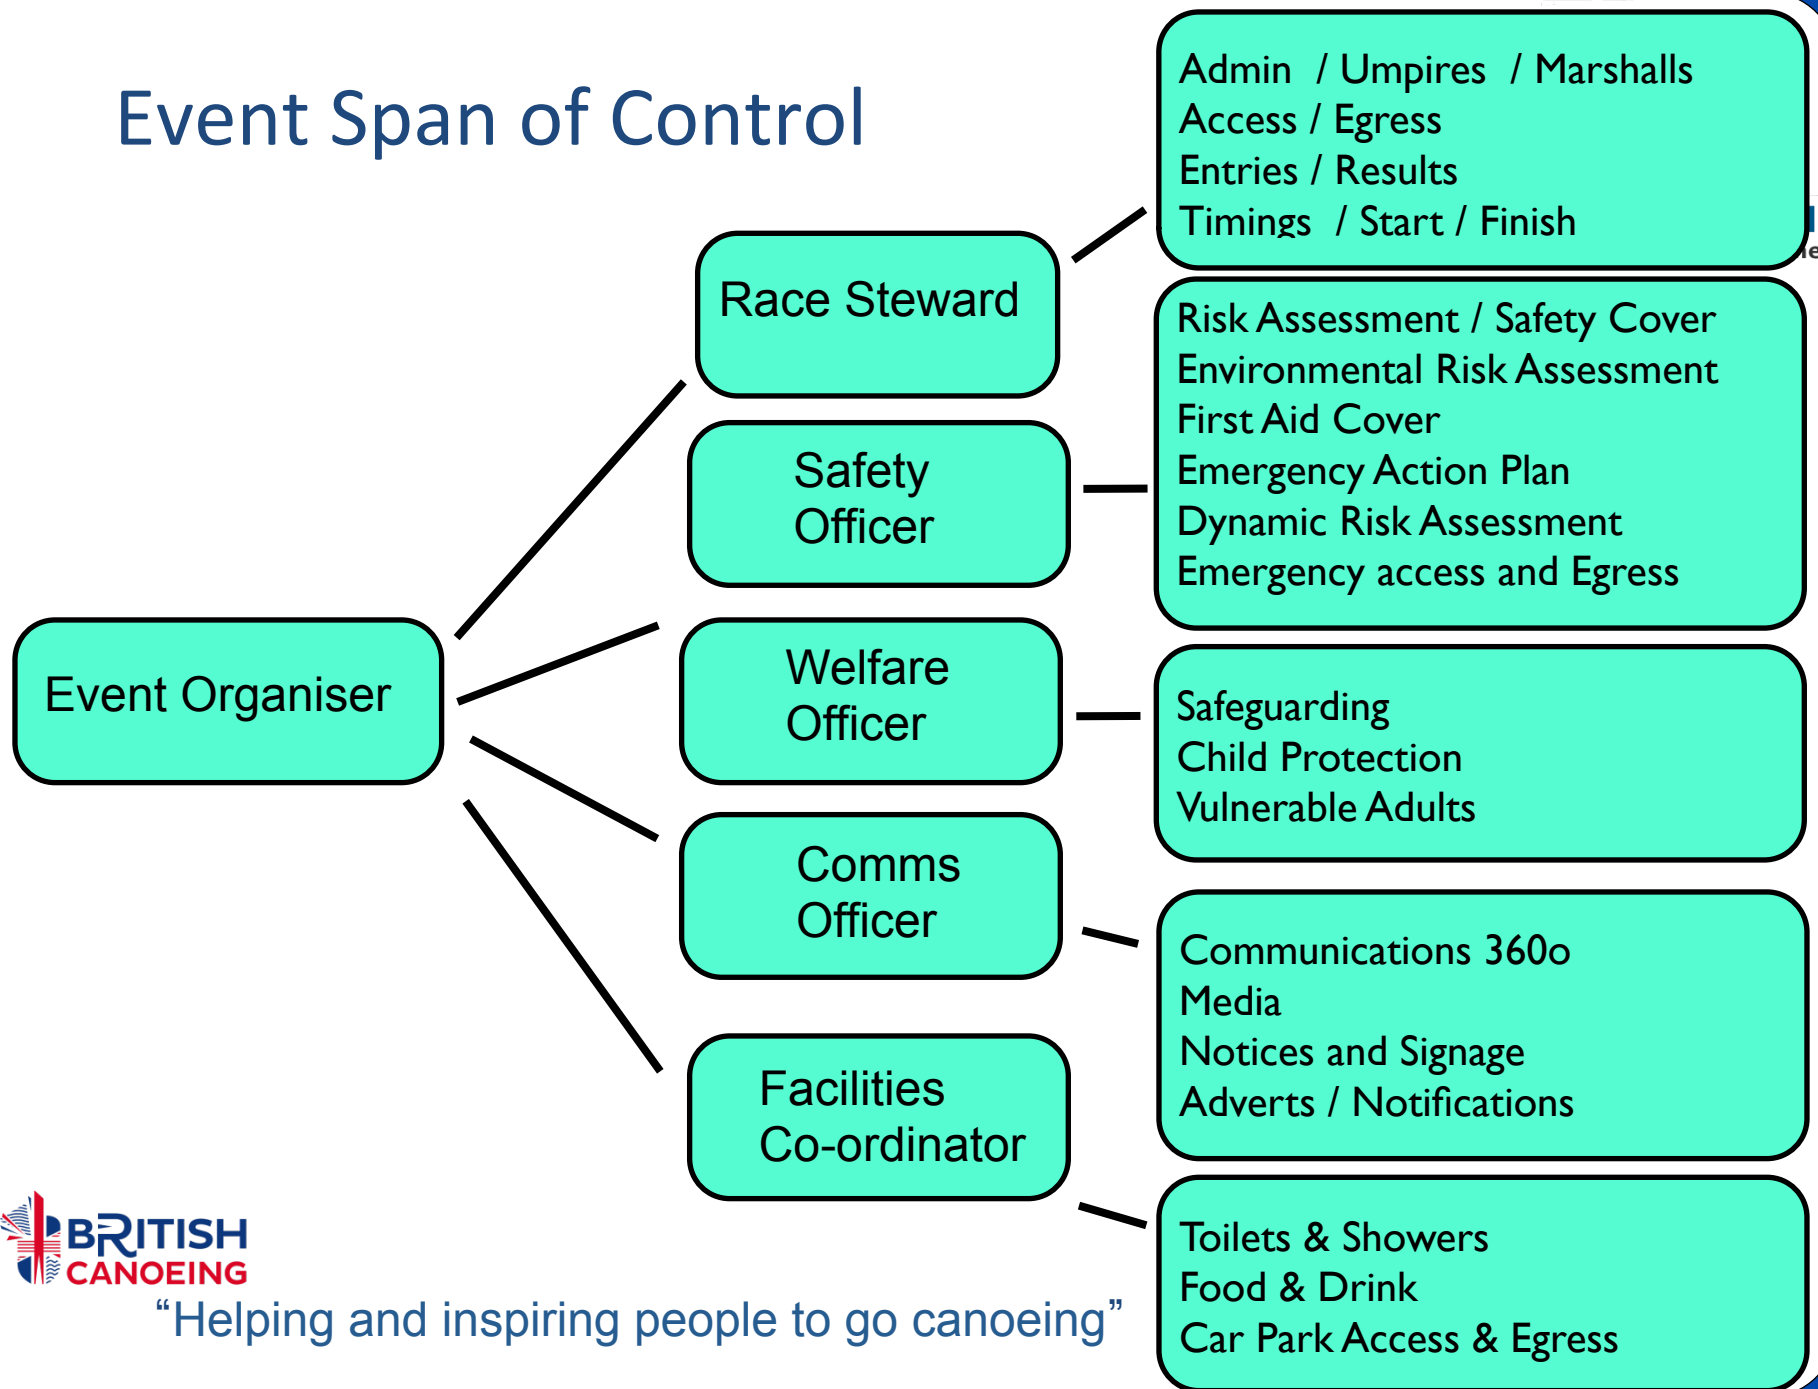 Event Span of Control
Admin / Umpires / Marshalls
Access / Egress
Entries / Results
Timings / Start / Finish
Race Steward
Risk Assessment / Safety Cover
Environmental Risk Assessment
First Aid Cover
Emergency Action Plan
Dynamic Risk Assessment
Emergency access and Egress
Safety
Officer
Event Organiser
Welfare
Officer
Safeguarding
Child Protection
Vulnerable Adults
Comms
Officer
Communications 360o
Media
Notices and Signage
Adverts / Notifications
Facilities
Co-ordinator
Toilets & Showers
Food & Drink
Car Park Access & Egress
BRITISH
CANOEING
“Helping and inspiring people to go canoeing”